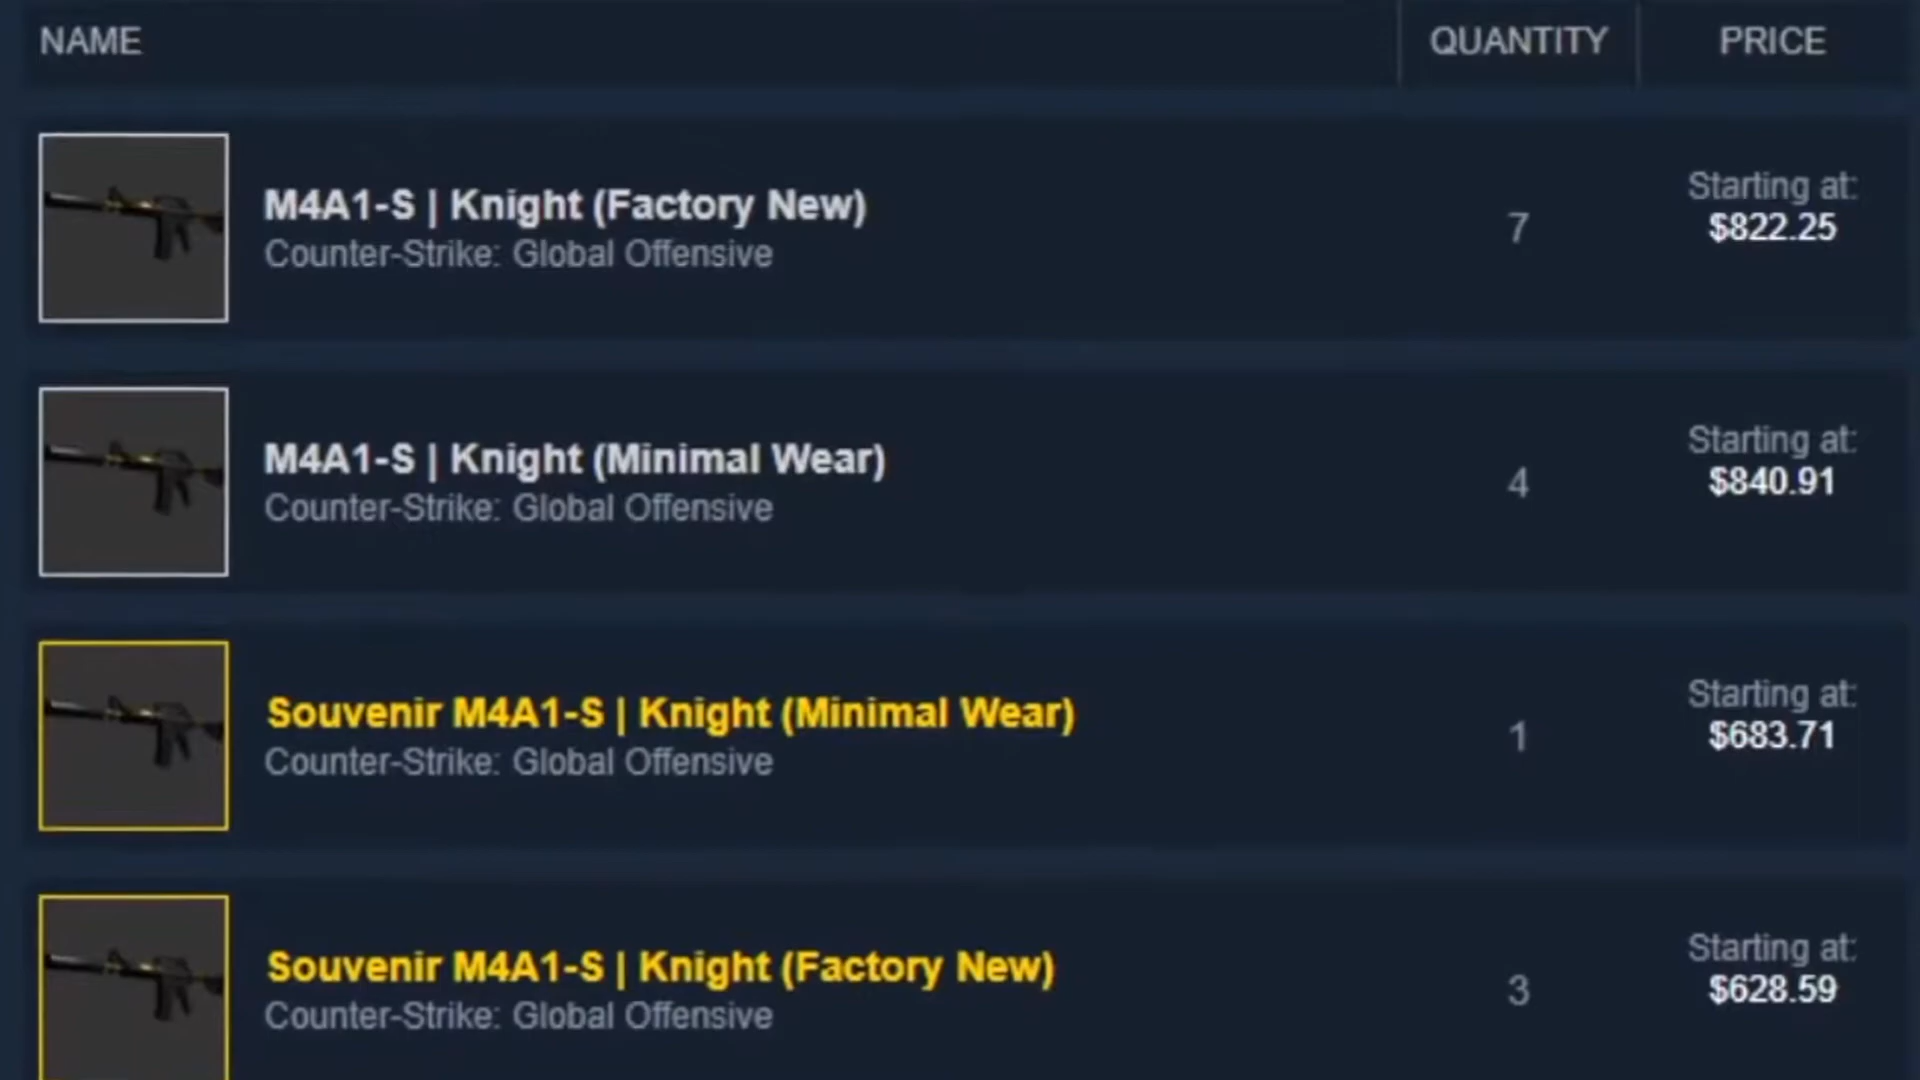 NAME QUANTITY PRICE
M4A1-S | Knight (Factory New)
Counter-Strike: Global Offensive
7
Starting at:
$822.25
M4A1-S | Knight (Minimal Wear)
Counter-Strike: Global Offensive
4
Starting at:
$840.91
Souvenir M4A1-S | Knight (Minimal Wear)
Counter-Strike: Global Offensive
1
Starting at:
$683.71
Souvenir M4A1-S | Knight (Factory New)
Counter-Strike: Global Offensive
3
Starting at:
$628.59